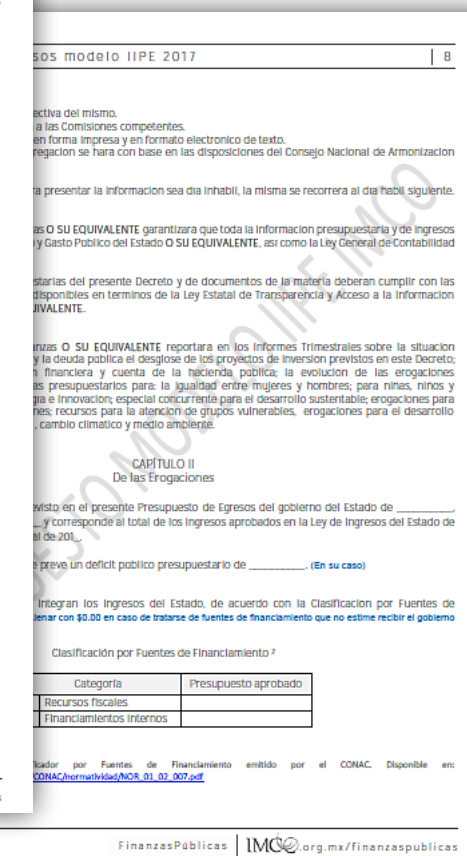 sos modelo IIPE 2017 | 8
ectiva del mismo.
a las Comisiones competentes.
en forma impresa y en formato electronico de texto.
regacion se hara con base en las disposiciones del Consejo Nacional de Armonizacion
ra presentar la informacion sea dia inhabil, la misma se recorrera al dia habil siguiente.
as O SU EQUIVALENTE garantizara que toda la informacion presupuestaria y de ingresos
y Gasto Publico del Estado O SU EQUIVALENTE, asi como la Ley General de Contabilidad
estarias del presente Decreto y de documentos de la materia deberan cumplir con las
disponibles en terminos de la Ley Estatal de Transparencia y Acceso a la Informacion
UIVALENTE.
nzas O SU EQUIVALENTE reportara en los Informes Trimestrales sobre la situacion
y la deuda publica el desglose de los proyectos de inversion previstos en este Decreto;
n financiera y cuenta de la hacienda publica; la evolucion de las erogaciones
as presupuestarios para: la igualdad entre mujeres y hombres; para ninas, ninos y
gia e innovacion; especial concurrente para el desarrollo sustentable; erogaciones para
nes; recursos para la atencion de grupos vulnerables, erogaciones para el desarrollo
, cambio climatico y medio ambiente.
CAPÍTULO II
De las Erogaciones
evisto en el presente Presupuesto de Egresos del gobierno del Estado de __________,
_ y corresponde al total de los ingresos aprobados en la Ley de Ingresos del Estado de
al de 201_.
e preve un deficit publico presupuestario de __________. (En su caso)
integran los ingresos del Estado, de acuerdo con la Clasificacion por Fuentes de
llenar con $0.00 en caso de tratarse de fuentes de financiamiento que no estime recibir el gobierno
Clasificación por Fuentes de Financiamiento ²
Categoría Presupuesto aprobado
Recursos fiscales
Financiamientos internos
ficador por Fuentes de Financiamiento emitido por el CONAC. Disponible en:
/CONAC/normatividad/NOR_01_02_007.pdf
FinanzasPúblicas | IMCO.org.mx/finanzaspublicas